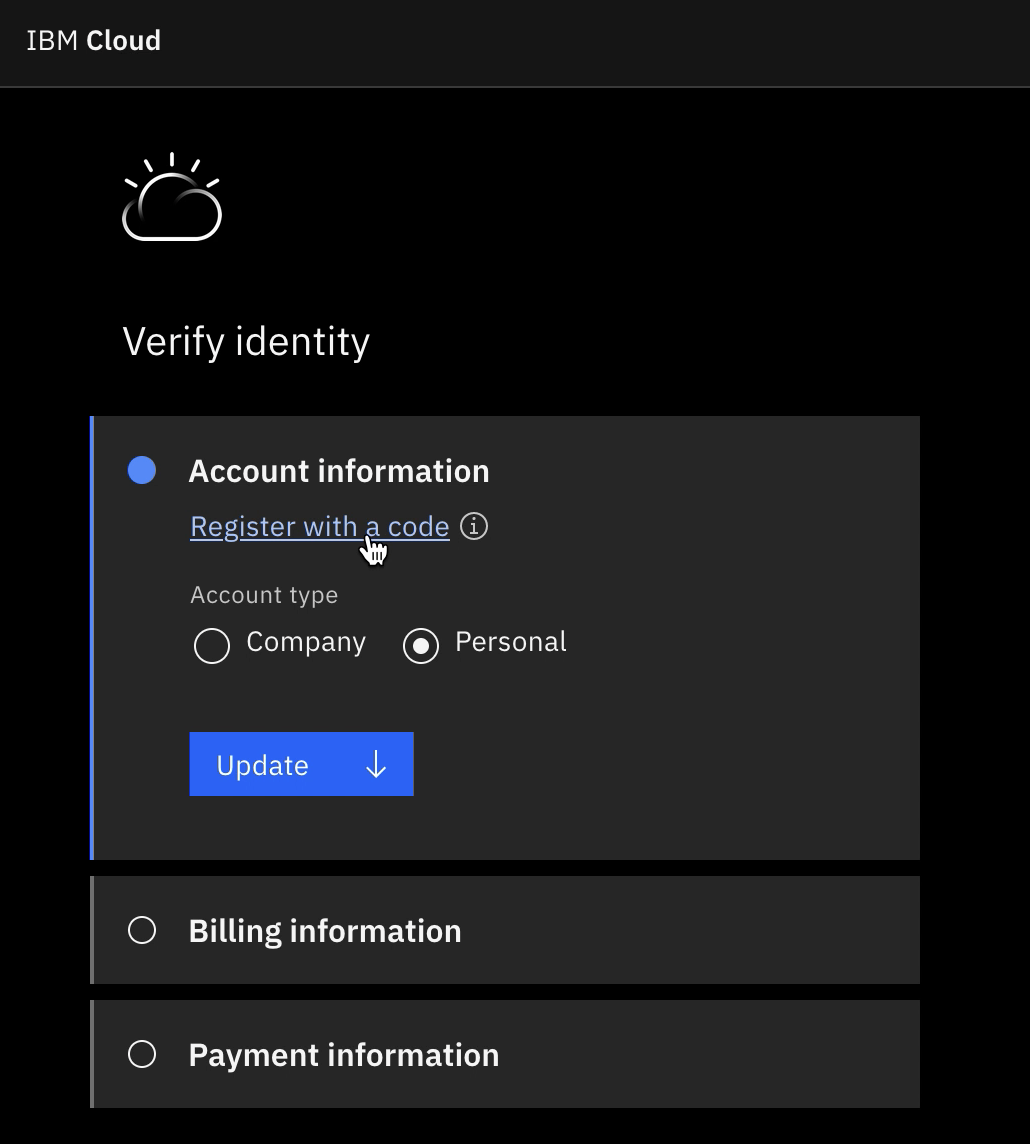 IBM Cloud
Verify identity
Account information
Register with a code
Account type
Company Personal
Update
Billing information
Payment information